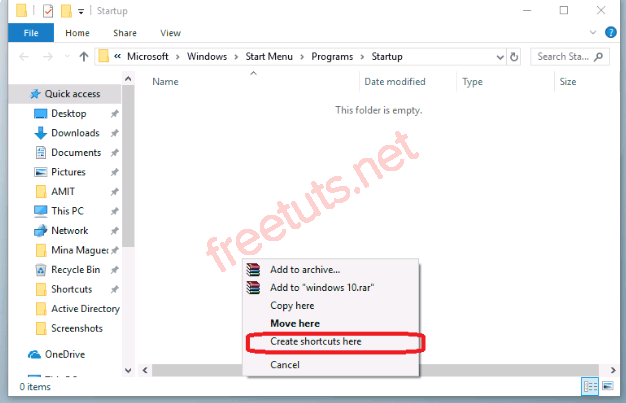 Startup
File Home Share View
« Microsoft > Windows > Start Menu > Programs > Startup
Search Sta...
Name Date modified Type Size
This folder is empty.
Quick access
Desktop
Downloads
Documents
Pictures
AMIT
This PC
Network
Mina Magued
Recycle Bin
Shortcuts
Active Directory
Screenshots
OneDrive
freetuts.net
Add to archive...
Add to "windows 10.rar"
Copy here
Move here
Create shortcuts here
Cancel
0 items